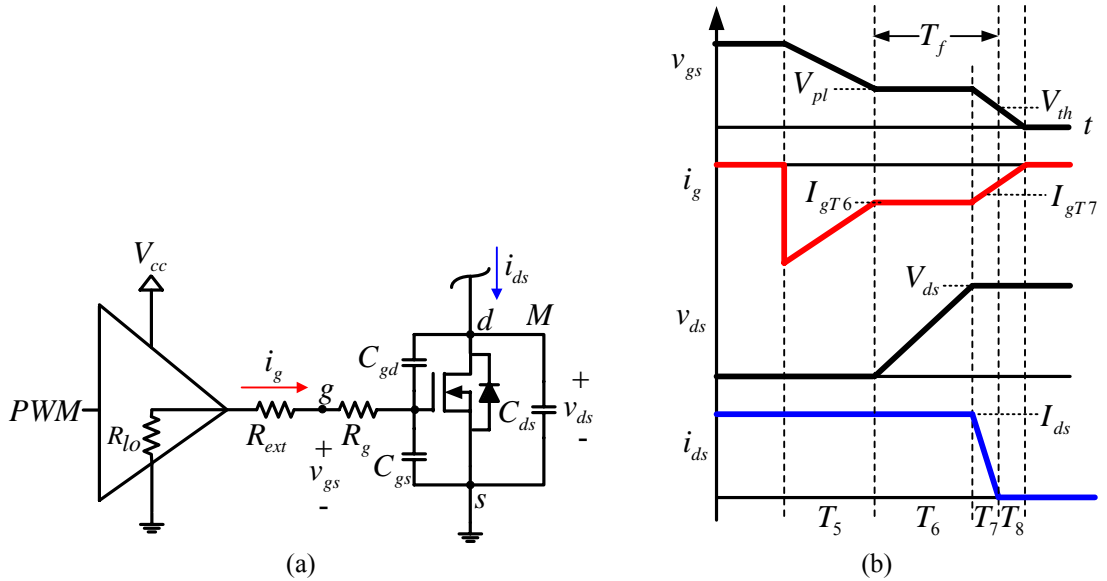 V_cc
i_ds
d
M
i_g
g
C_gd
PWM
R_lo
R_ext
R_g
C_ds
+
v_ds
-
+
v_gs
-
C_gs
s
(a)
T_f
v_gs
V_pl
V_th
t
i_g
I_gT6
I_gT7
V_ds
v_ds
I_ds
i_ds
T_5 T_6 T_7 T_8
(b)